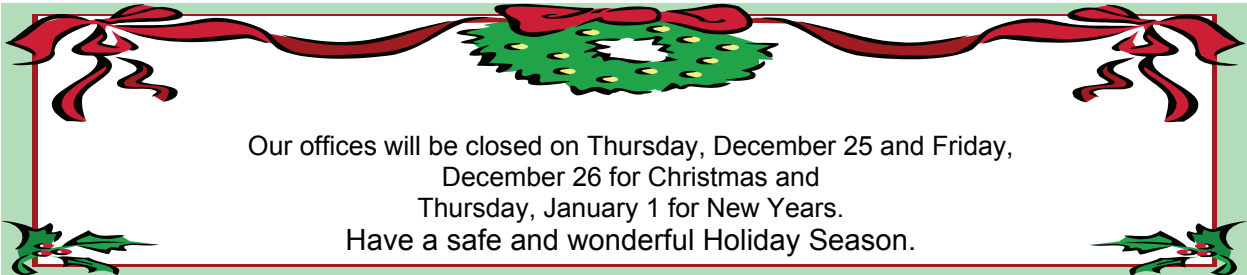 Our offices will be closed on Thursday, December 25 and Friday,
December 26 for Christmas and
Thursday, January 1 for New Years.
Have a safe and wonderful Holiday Season.